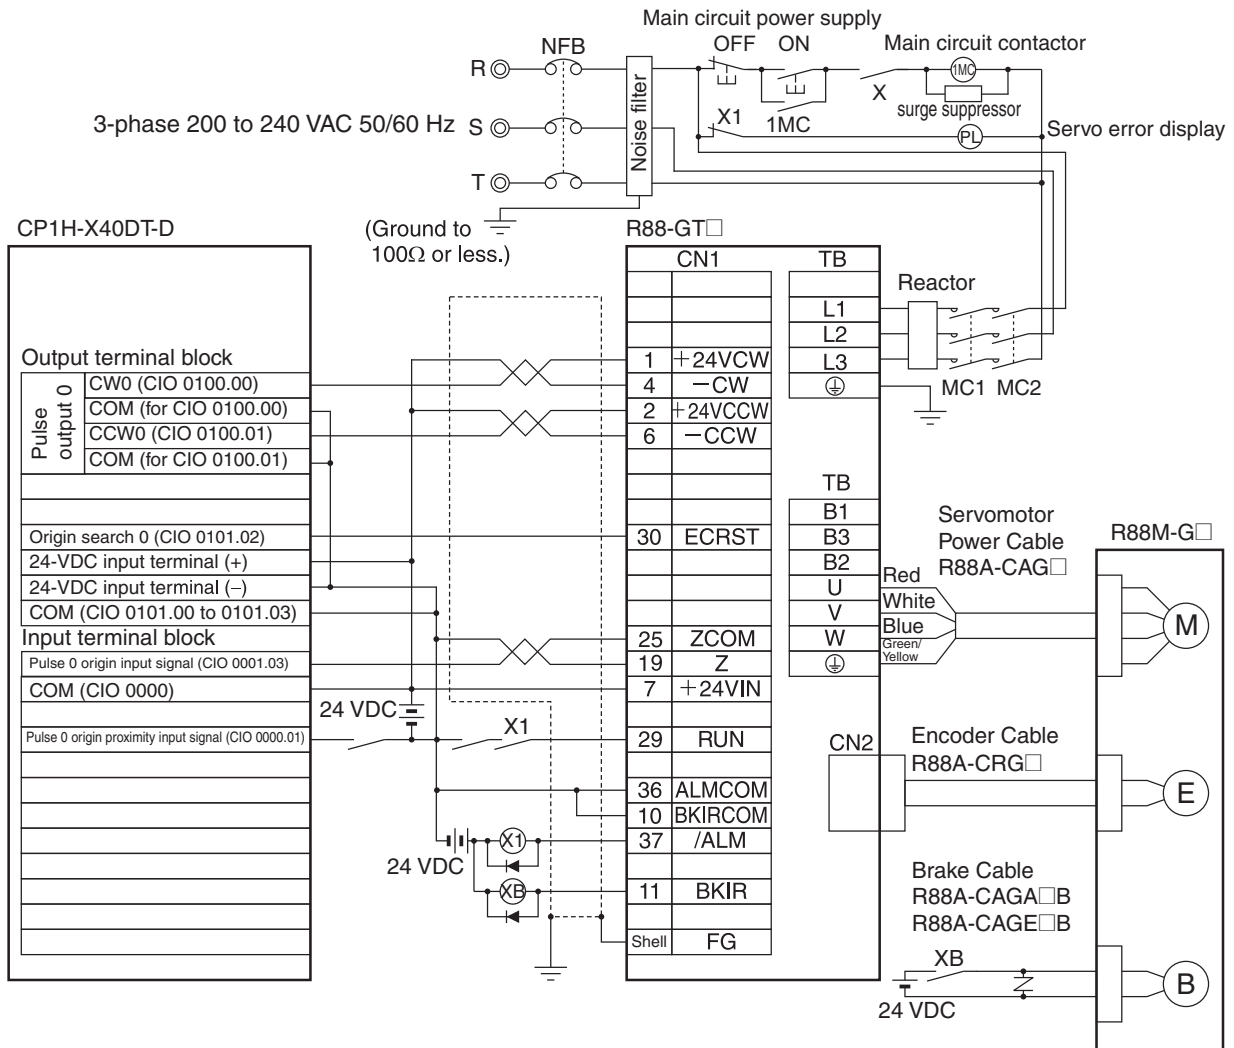 Main circuit power supply
NFB
OFF
ON
Main circuit contactor
R
1MC
X
surge suppressor
3-phase 200 to 240 VAC 50/60 Hz
S
Noise filter
X1
1MC
PL
Servo error display
T
CP1H-X40DT-D
(Ground to
100Ω or less.)
R88-GT□
CN1
TB
Reactor
L1
L2
L3
MC1
MC2
Output terminal block
Pulse output 0
CW0 (CIO 0100.00)
COM (for CIO 0100.00)
CCW0 (CIO 0100.01)
COM (for CIO 0100.01)
1 +24VCW
4 −CW
2 +24VCCW
6 −CCW
TB
B1
B3
B2
U
V
W
Origin search 0 (CIO 0101.02)
30 ECRST
24-VDC input terminal (+)
24-VDC input terminal (−)
COM (CIO 0101.00 to 0101.03)
Input terminal block
Pulse 0 origin input signal (CIO 0001.03)
COM (CIO 0000)
25 ZCOM
19 Z
7 +24VIN
24 VDC
Pulse 0 origin proximity input signal (CIO 0000.01)
X1
29 RUN
36 ALMCOM
10 BKIRCOM
37 /ALM
X1
24 VDC
XB
11 BKIR
Shell FG
Servomotor
Power Cable
R88A-CAG□
R88M-G□
Red
White
Blue
Green/
Yellow
M
CN2
Encoder Cable
R88A-CRG□
E
Brake Cable
R88A-CAGA□B
R88A-CAGE□B
XB
24 VDC
B